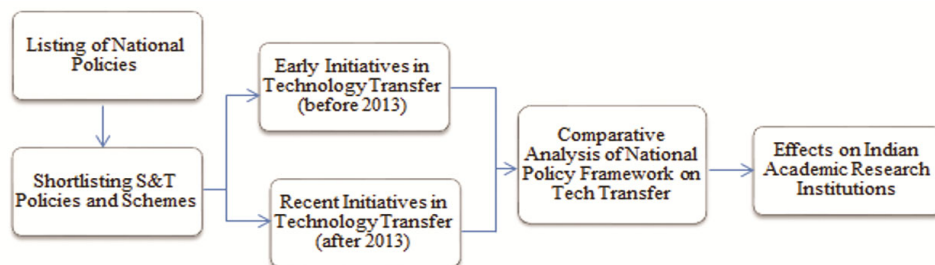 Listing of National
Policies
Shortlisting S&T
Policies and Schemes
Early Initiatives in
Technology Transfer
(before 2013)
Recent Initiatives in
Technology Transfer
(after 2013)
Comparative
Analysis of National
Policy Framework on
Tech Transfer
Effects on Indian
Academic Research
Institutions